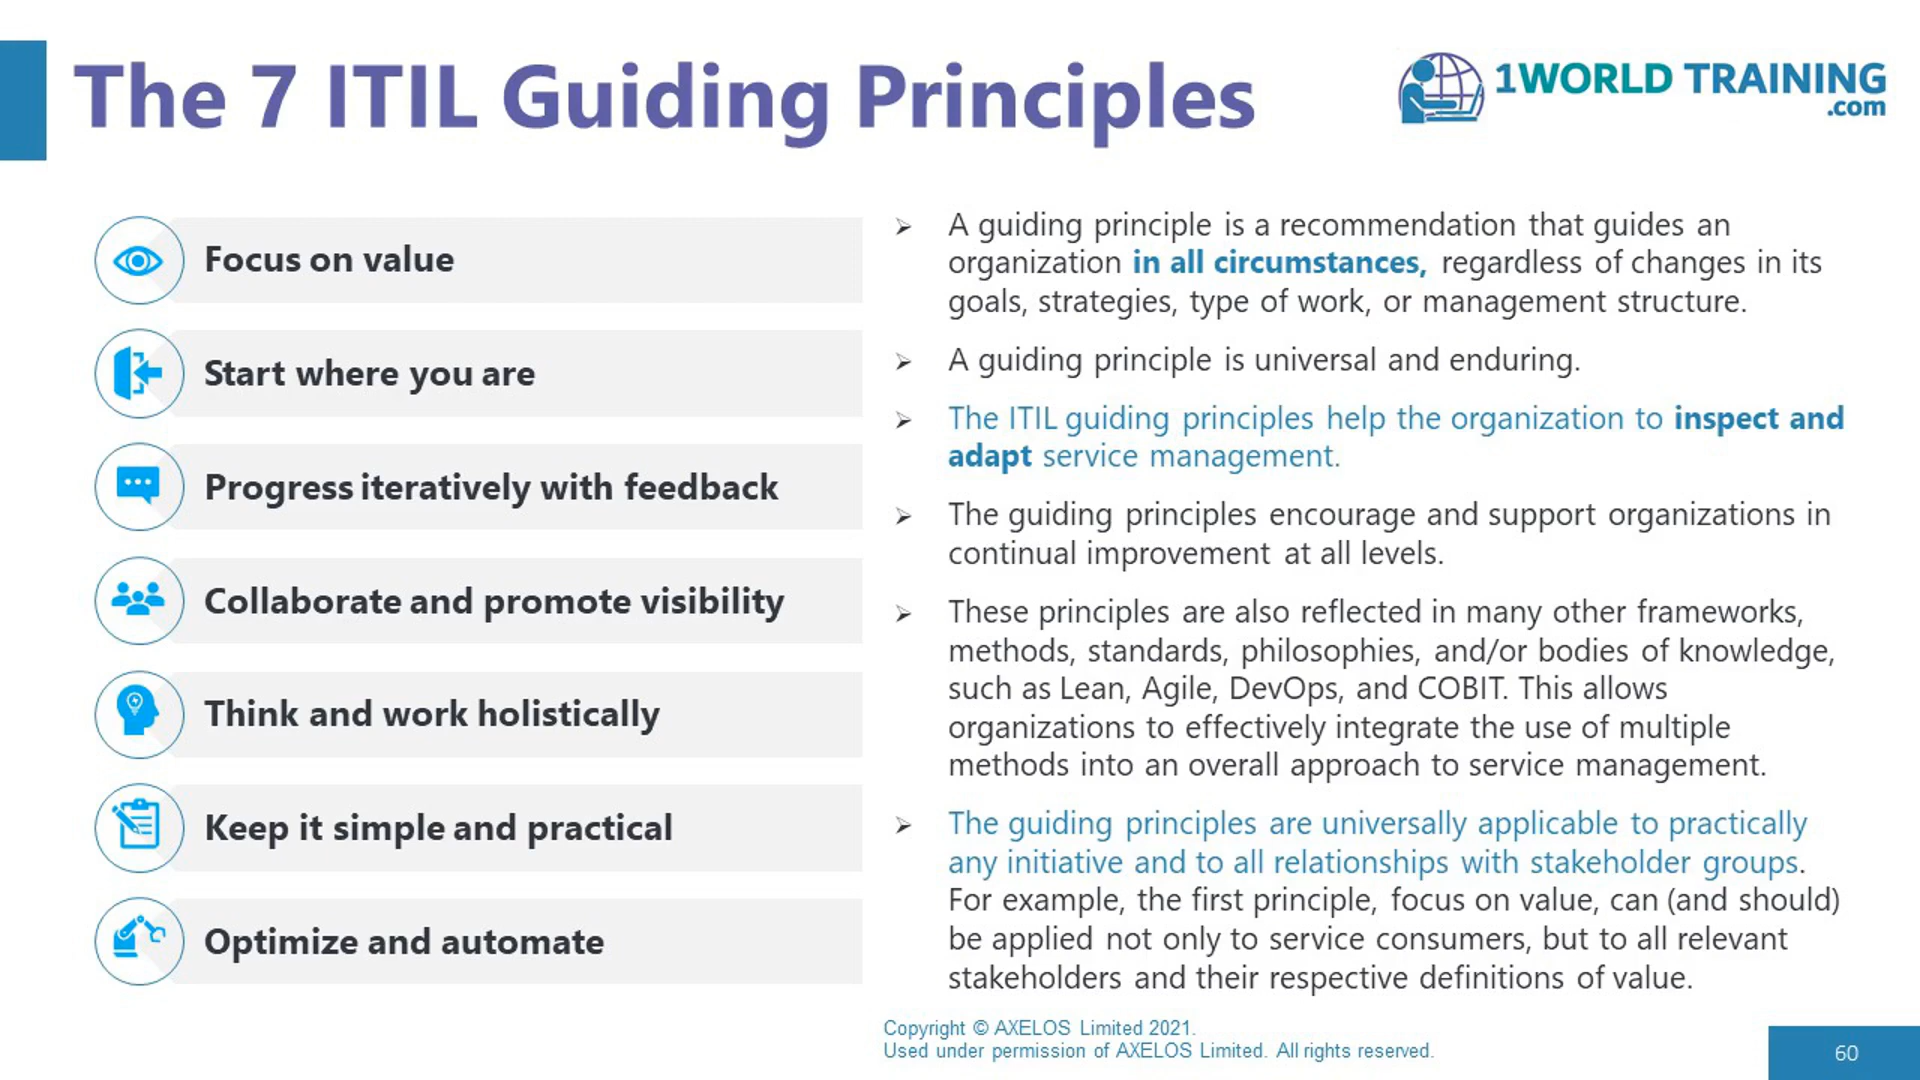 The 7 ITIL Guiding Principles
1WORLD TRAINING
.com
Focus on value
Start where you are
Progress iteratively with feedback
Collaborate and promote visibility
Think and work holistically
Keep it simple and practical
Optimize and automate
A guiding principle is a recommendation that guides an
organization in all circumstances, regardless of changes in its
goals, strategies, type of work, or management structure.
A guiding principle is universal and enduring.
The ITIL guiding principles help the organization to inspect and
adapt service management.
The guiding principles encourage and support organizations in
continual improvement at all levels.
These principles are also reflected in many other frameworks,
methods, standards, philosophies, and/or bodies of knowledge,
such as Lean, Agile, DevOps, and COBIT. This allows
organizations to effectively integrate the use of multiple
methods into an overall approach to service management.
The guiding principles are universally applicable to practically
any initiative and to all relationships with stakeholder groups.
For example, the first principle, focus on value, can (and should)
be applied not only to service consumers, but to all relevant
stakeholders and their respective definitions of value.
Copyright © AXELOS Limited 2021.
Used under permission of AXELOS Limited. All rights reserved.
60